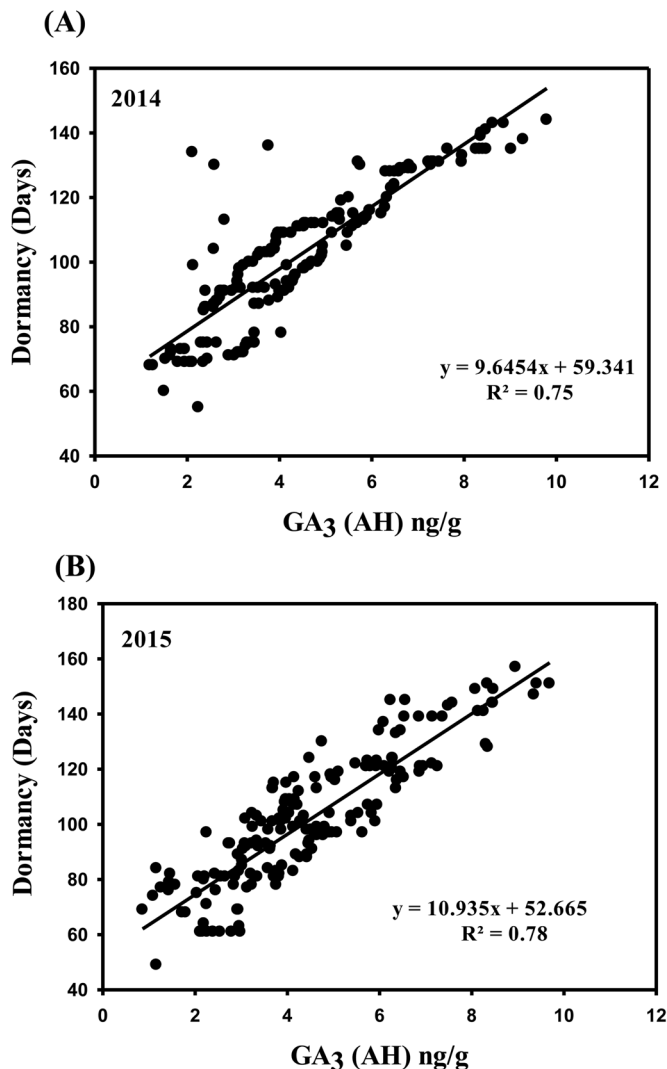 (A)
160
2014
140
120
100
80
60
40
Dormancy (Days)
y = 9.6454x + 59.341
R² = 0.75
0 2 4 6 8 10 12
GA3 (AH) ng/g
(B)
180
160
2015
140
120
100
80
60
40
Dormancy (Days)
y = 10.935x + 52.665
R² = 0.78
0 2 4 6 8 10 12
GA3 (AH) ng/g